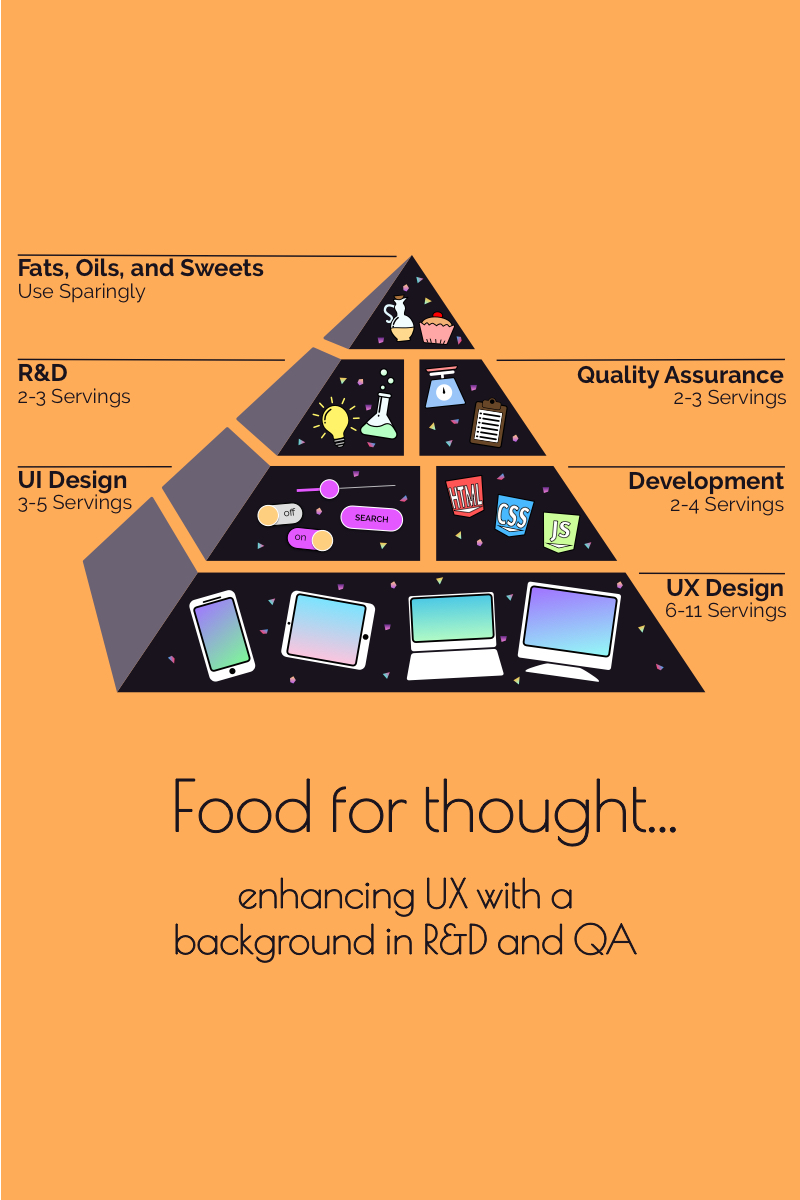 Fats, Oils, and Sweets
Use Sparingly
R&D
2-3 Servings
Quality Assurance
2-3 Servings
UI Design
3-5 Servings
off
on
SEARCH
HTML
CSS
JS
Development
2-4 Servings
UX Design
6-11 Servings
Food for thought...
enhancing UX with a
background in R&D and QA